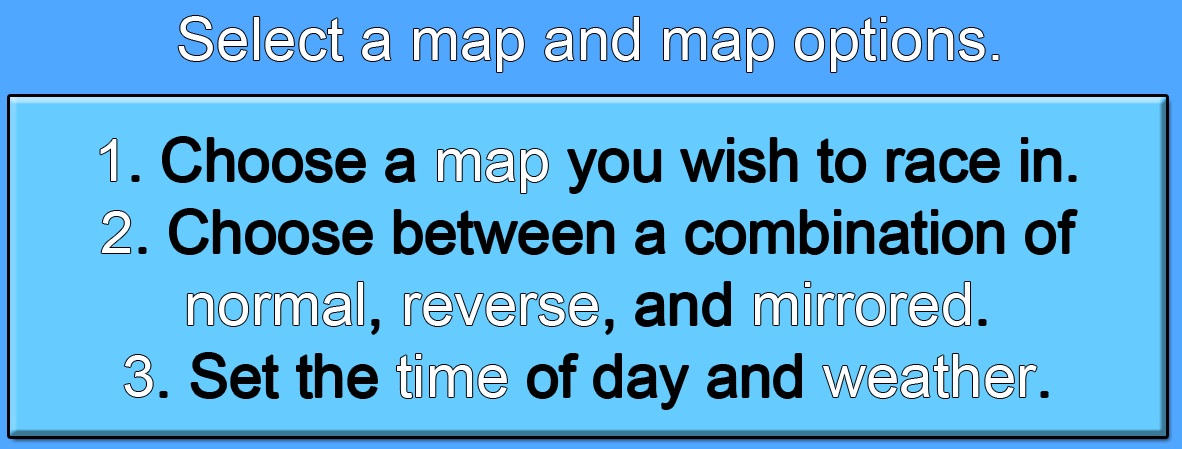 Select a map and map options.
1. Choose a map you wish to race in.
2. Choose between a combination of
normal, reverse, and mirrored.
3. Set the time of day and weather.